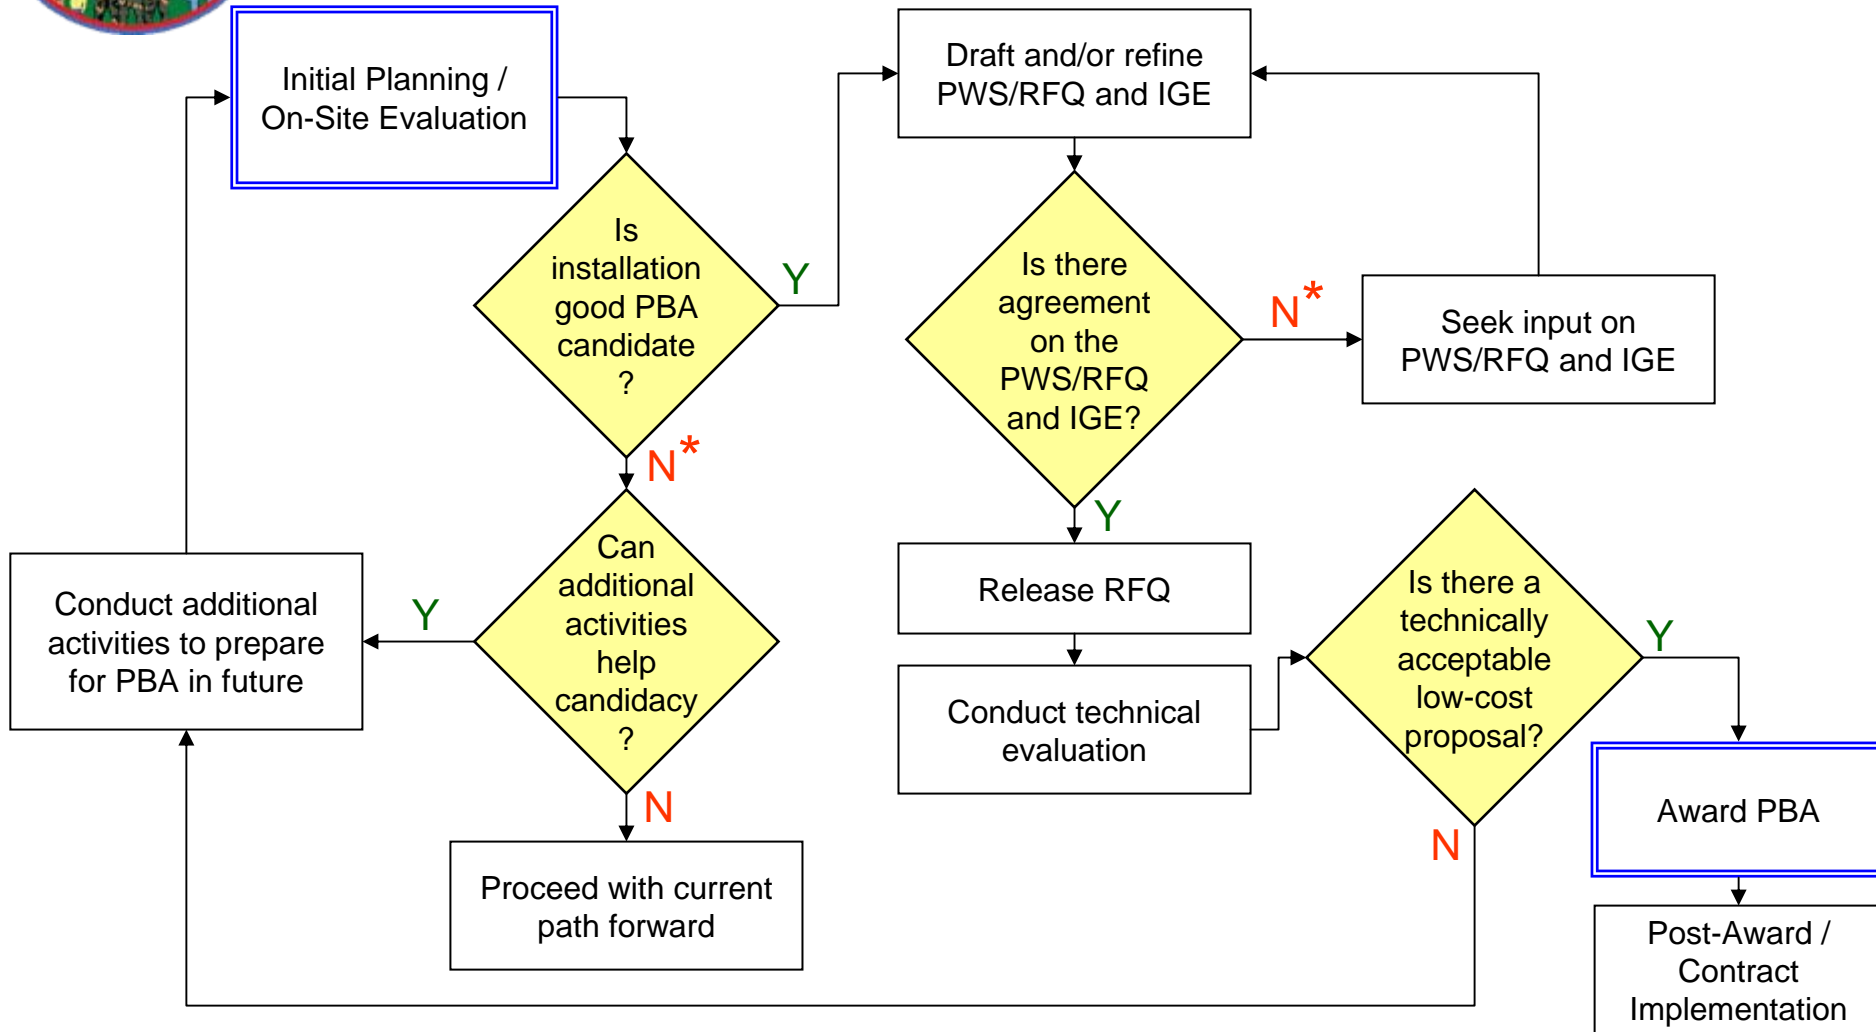 Initial Planning /
On-Site Evaluation
Draft and/or refine
PWS/RFQ and IGE
Is
installation
good PBA
candidate
?
Y
N*
Is there
agreement
on the
PWS/RFQ
and IGE?
N*
Seek input on
PWS/RFQ and IGE
Y
Can
additional
activities
help
candidacy
?
Y
Conduct additional
activities to prepare
for PBA in future
N
Proceed with current
path forward
Release RFQ
Conduct technical
evaluation
Is there a
technically
acceptable
low-cost
proposal?
Y
N
Award PBA
Post-Award /
Contract
Implementation